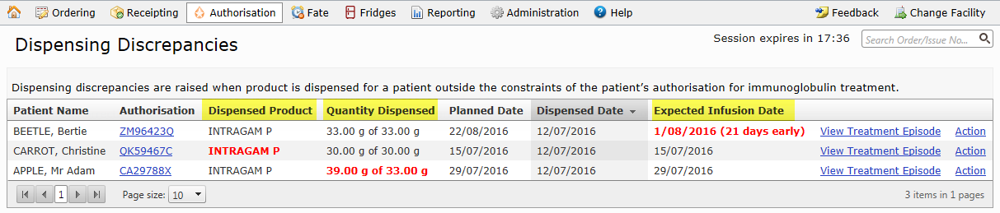 Ordering Receipting Authorisation Fate Fridges Reporting Administration Help Feedback Change Facility
Dispensing Discrepancies
Session expires in 17:36
Search Order/Issue No...
Dispensing discrepancies are raised when product is dispensed for a patient outside the constraints of the patient's authorisation for immunoglobulin treatment.
Patient Name Authorisation Dispensed Product Quantity Dispensed Planned Date Dispensed Date Expected Infusion Date
BEETLE, Bertie ZM96423Q INTRAGAM P 33.00 g of 33.00 g 22/08/2016 12/07/2016 1/08/2016 (21 days early) View Treatment Episode Action
CARROT, Christine QK59467C INTRAGAM P 30.00 g of 30.00 g 15/07/2016 12/07/2016 15/07/2016 View Treatment Episode Action
APPLE, Mr Adam CA29788X INTRAGAM P 39.00 g of 33.00 g 29/07/2016 12/07/2016 29/07/2016 View Treatment Episode Action
1 Page size: 10 3 items in 1 pages